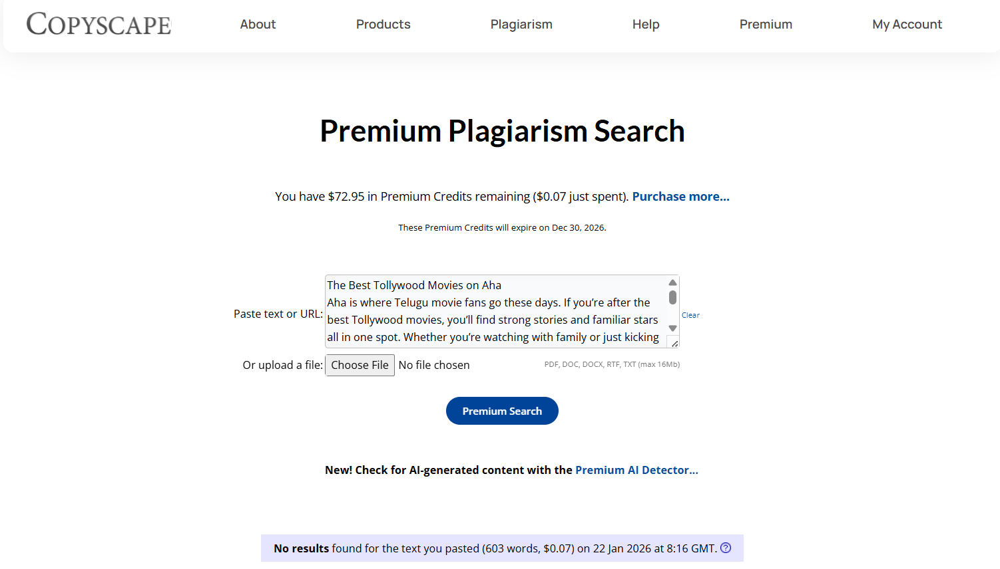 COPYSCAPE
About
Products
Plagiarism
Help
Premium
My Account
Premium Plagiarism Search
You have $72.95 in Premium Credits remaining ($0.07 just spent). Purchase more...
These Premium Credits will expire on Dec 30, 2026.
Paste text or URL:
The Best Tollywood Movies on Aha
Aha is where Telugu movie fans go these days. If you’re after the
best Tollywood movies, you’ll find strong stories and familiar stars
all in one spot. Whether you’re watching with family or just kicking
Clear
Or upload a file:
Choose File No file chosen
PDF, DOC, DOCX, RTF, TXT (max 16Mb)
Premium Search
New! Check for AI-generated content with the Premium AI Detector...
No results found for the text you pasted (603 words, $0.07) on 22 Jan 2026 at 8:16 GMT. ?